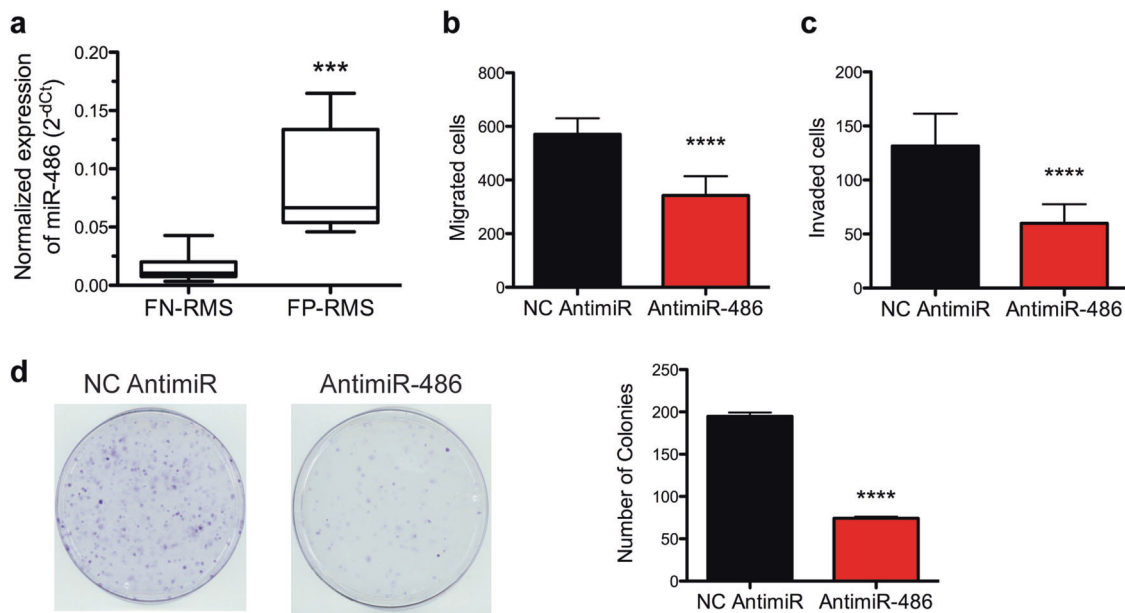 a
Normalized expression
of miR-486 (2-dCt)
0.20
0.15
0.10
0.05
0.00
***
FN-RMS
FP-RMS
b
Migrated cells
800
600
400
200
0
****
NC AntimiR
AntimiR-486
c
Invaded cells
200
150
100
50
0
****
NC AntimiR
AntimiR-486
d
NC AntimiR
AntimiR-486
Number of Colonies
250
200
150
100
50
0
****
NC AntimiR
AntimiR-486